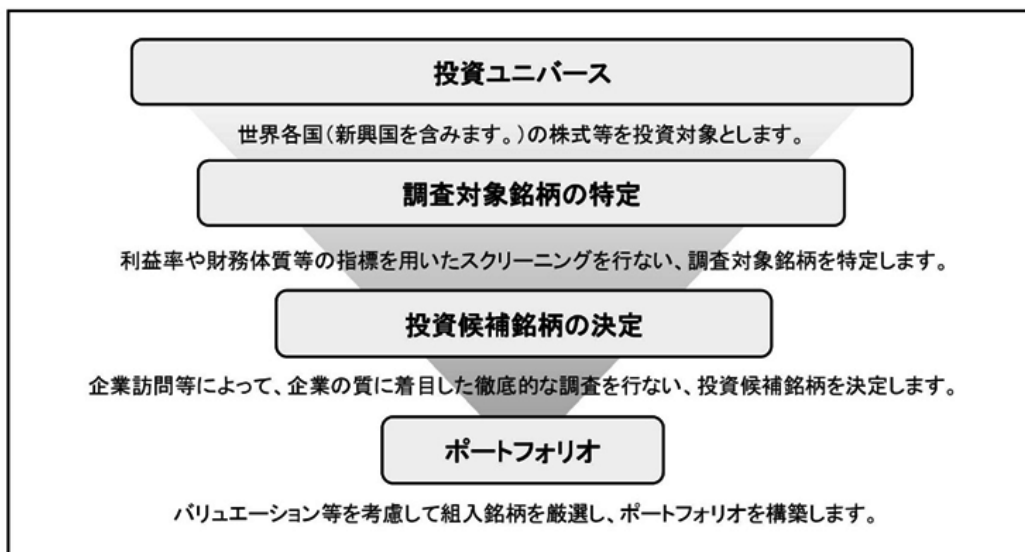 投資ユニバース
世界各国(新興国を含みます。)の株式等を投資対象とします。
調査対象銘柄の特定
利益率や財務体質等の指標を用いたスクリーニングを行ない、調査対象銘柄を特定します。
投資候補銘柄の決定
企業訪問等によって、企業の質に着目した徹底的な調査を行ない、投資候補銘柄を決定します。
ポートフォリオ
バリュエーション等を考慮して組入銘柄を厳選し、ポートフォリオを構築します。